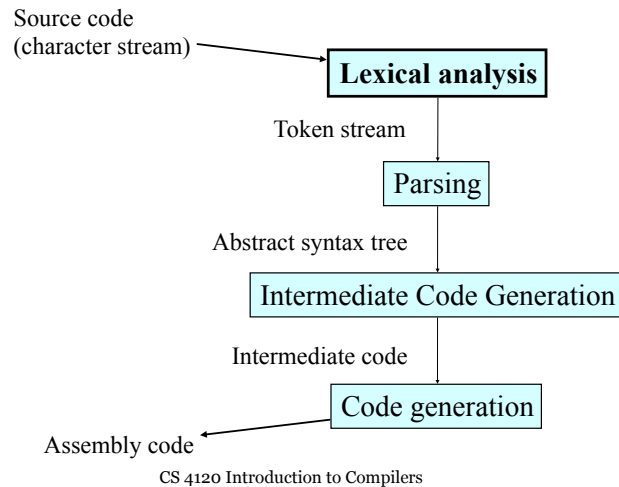 Source code
(character stream)
Lexical analysis
Token stream
Parsing
Abstract syntax tree
Intermediate Code Generation
Intermediate code
Code generation
Assembly code
CS 4120 Introduction to Compilers